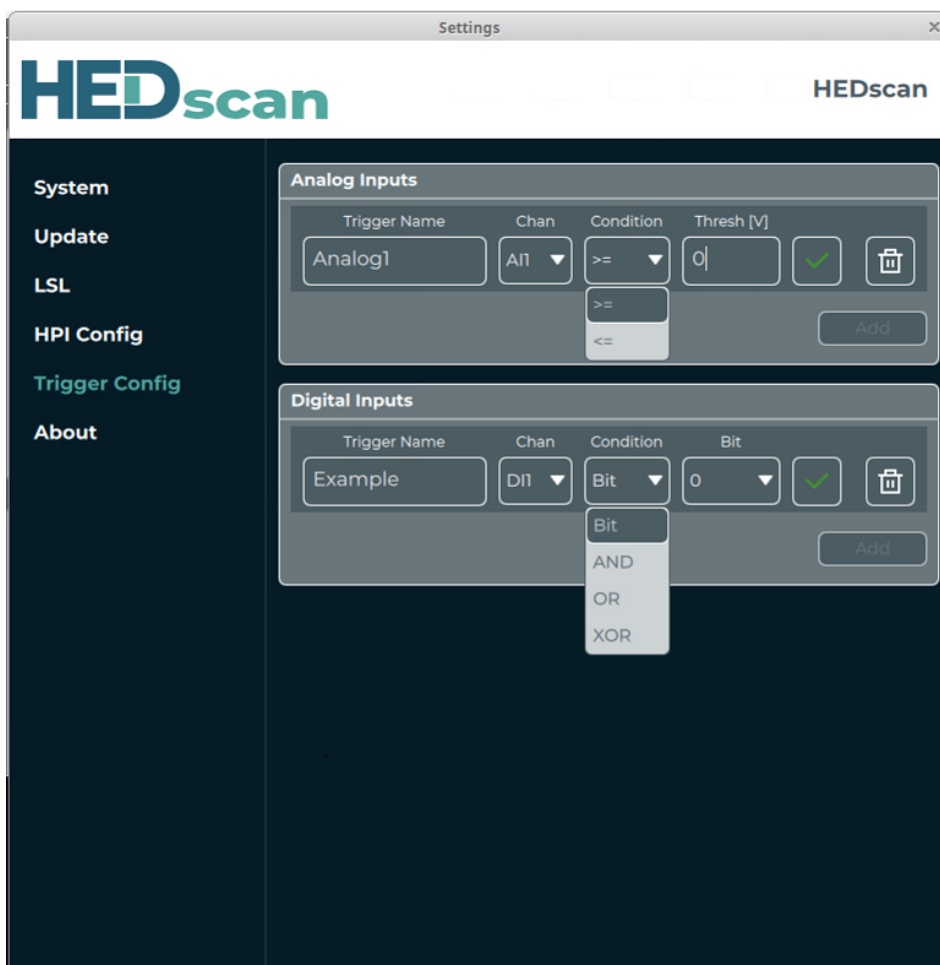 Settings
HEDscan
HEDscan
System
Update
LSL
HPI Config
Trigger Config
About
Analog Inputs
Trigger Name Chan Condition Thresh [V]
Analog1 AI1 >= 0
>=
<=
Add
Digital Inputs
Trigger Name Chan Condition Bit
Example DI1 Bit 0
Bit
AND
OR
XOR
Add